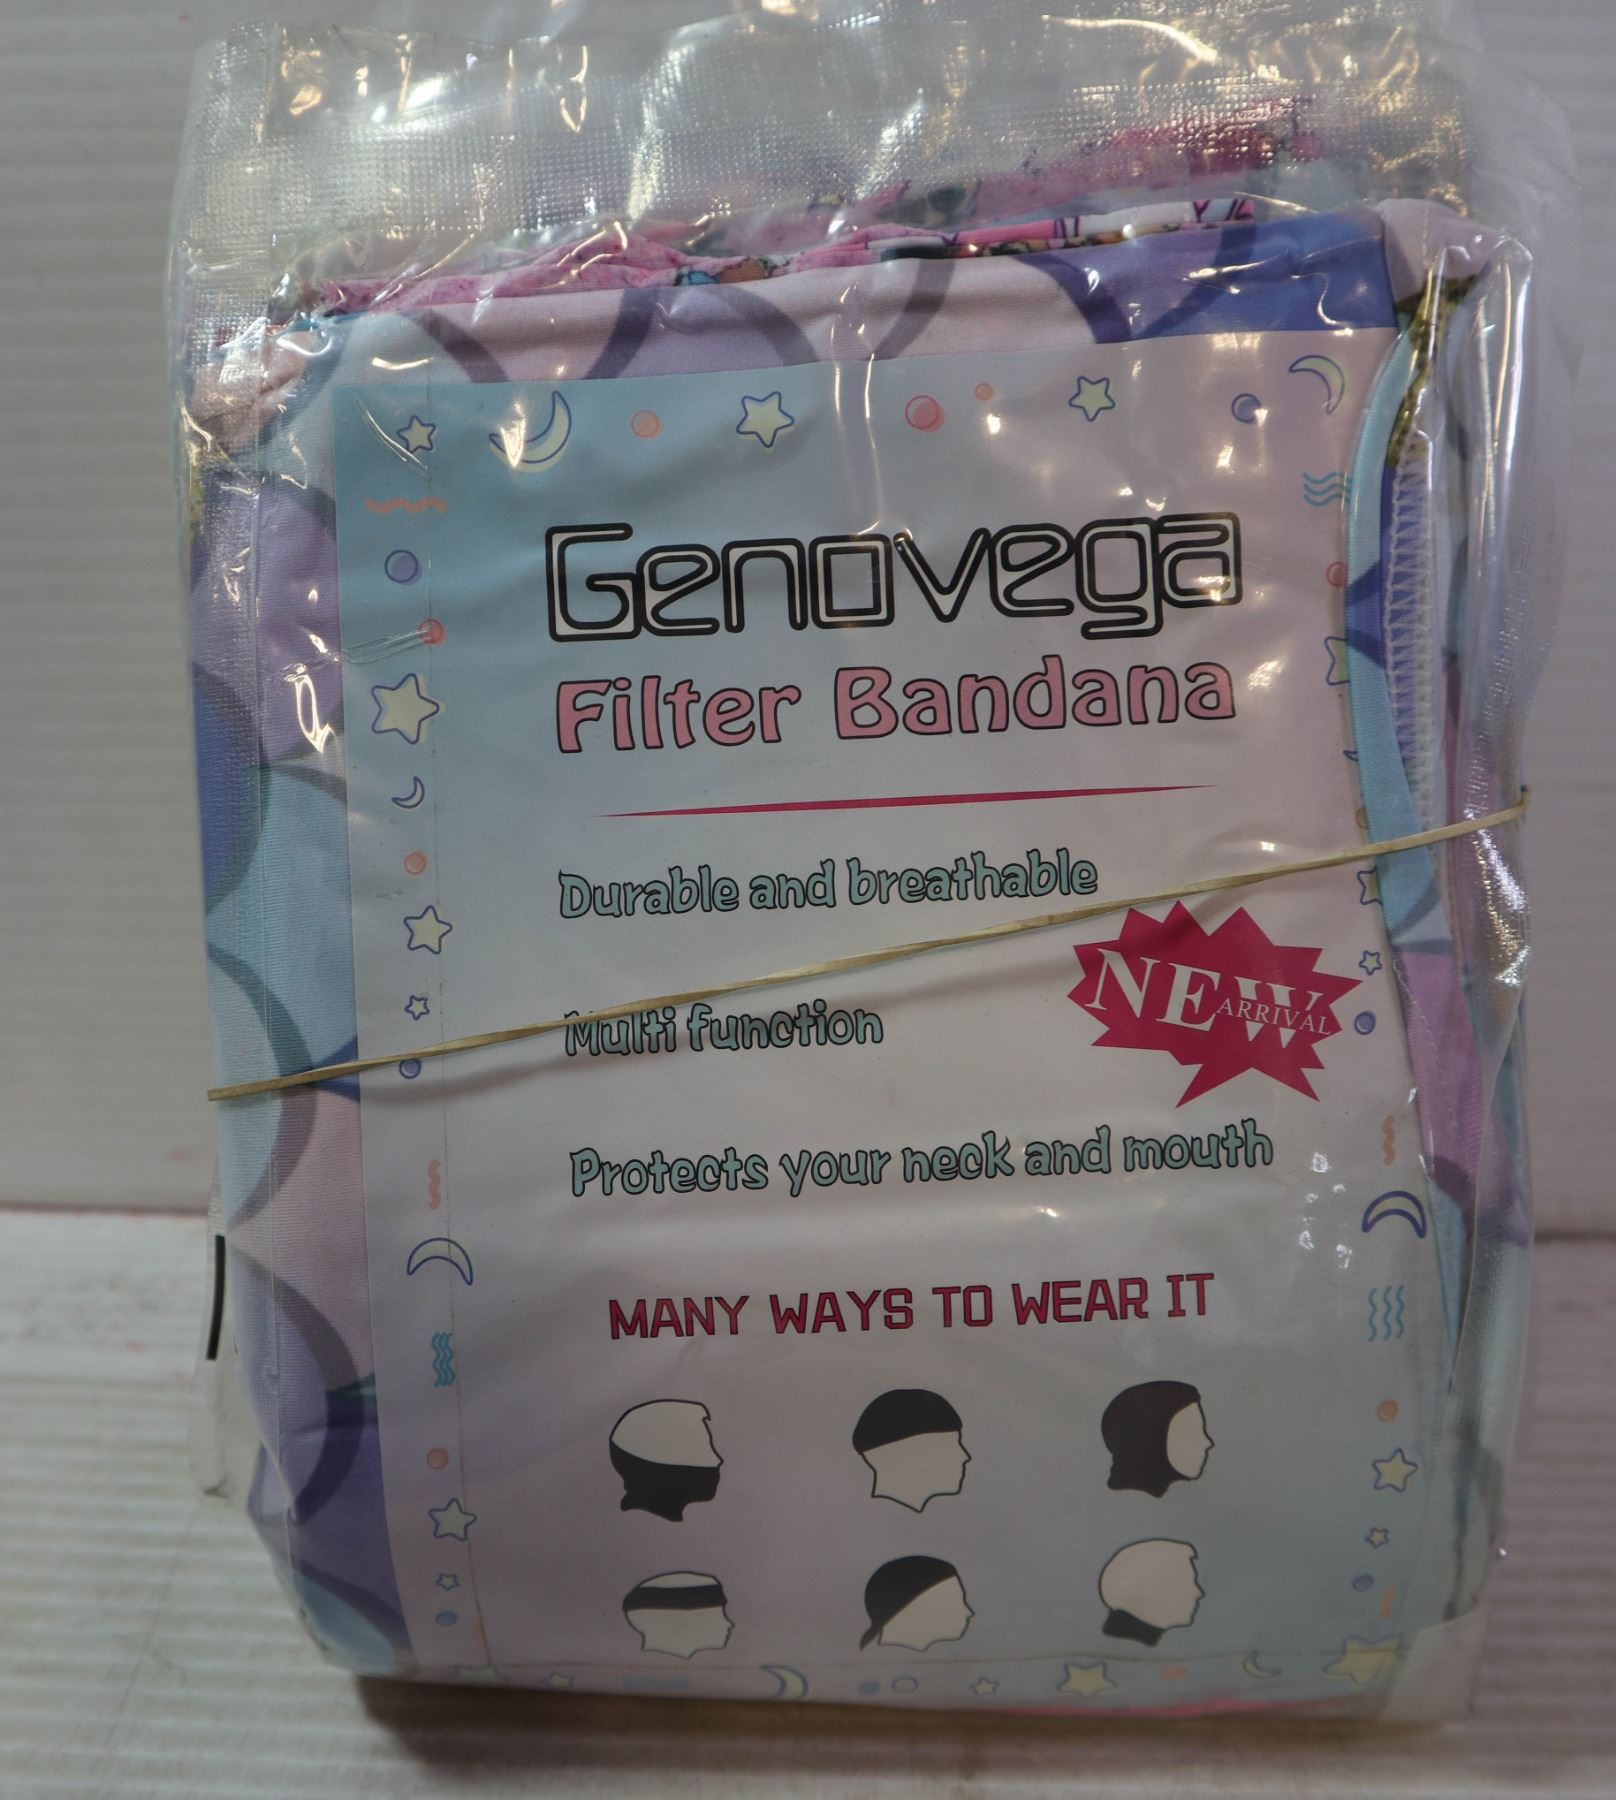 Genovega
Filter Bandana
Durable and breathable
Multi function
NEW
ARRIVAL
Protects your neck and mouth
MANY WAYS TO WEAR IT